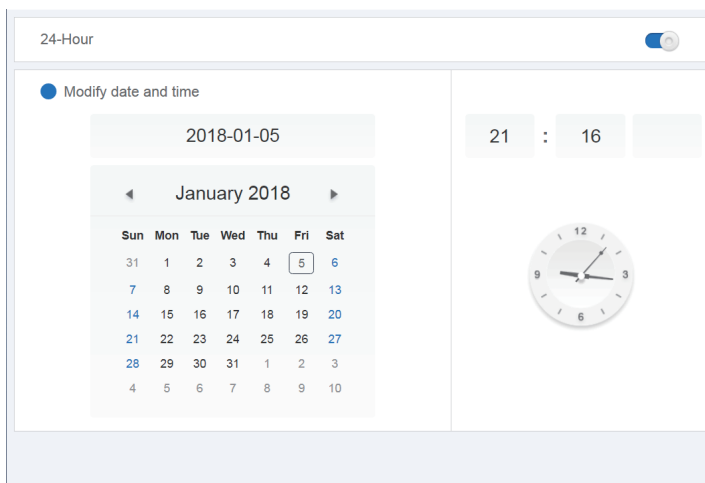 24-Hour
Modify date and time
2018-01-05
21 : 16
January 2018
Sun Mon Tue Wed Thu Fri Sat
31 1 2 3 4 5 6
7 8 9 10 11 12 13
14 15 16 17 18 19 20
21 22 23 24 25 26 27
28 29 30 31 1 2 3
4 5 6 7 8 9 10
12
9 3
6